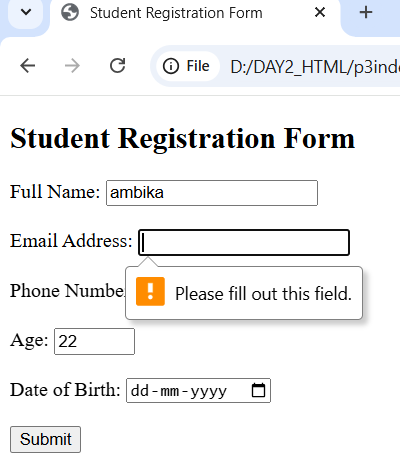 Student Registration Form
File D:/DAY2_HTML/p3inde
Student Registration Form
Full Name: ambika
Email Address:
Please fill out this field.
Phone Numbe
Age: 22
Date of Birth: dd-mm-yyyy
Submit